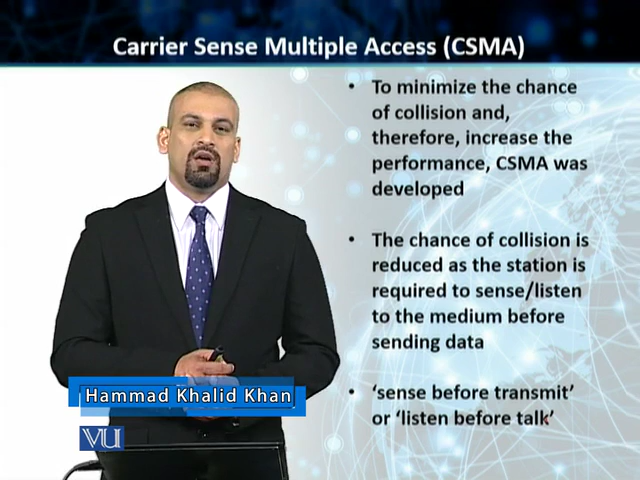 Carrier Sense Multiple Access (CSMA)
• To minimize the chance
of collision and,
therefore, increase the
performance, CSMA was
developed
• The chance of collision is
reduced as the station is
required to sense/listen
to the medium before
sending data
• ‘sense before transmit’
or ‘listen before talk’
Hammad Khalid Khan
VU